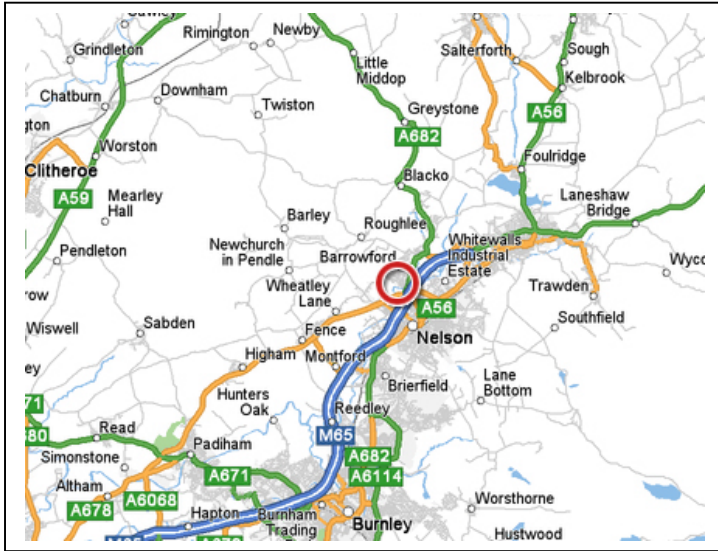 Rimington
Newby
Grindleton
Little
Middop
Salterforth
Sough
Kelbrook
Chatburn
Downham
Twiston
Greystone
A682
A56
Worston
Clitheroe
Foulridge
A59
Mearley
Hall
Blacko
Laneshaw
Bridge
Barley
Roughlee
Pendleton
Newchurch
in Pendle
Barrowford
Whitewalls
Industrial
Estate
Wheatley
Lane
A56
Trawden
Wiswell
Sabden
Fence
Nelson
Southfield
Higham
Montford
Brierfield
Lane
Bottom
Hunters
Oak
Reedley
Read
M65
Padiham
A682
Simonstone
A671
A6114
Altham
A6068
A678
Hapton
Burnham
Trading
Burnley
Worsthorne
Hurstwood